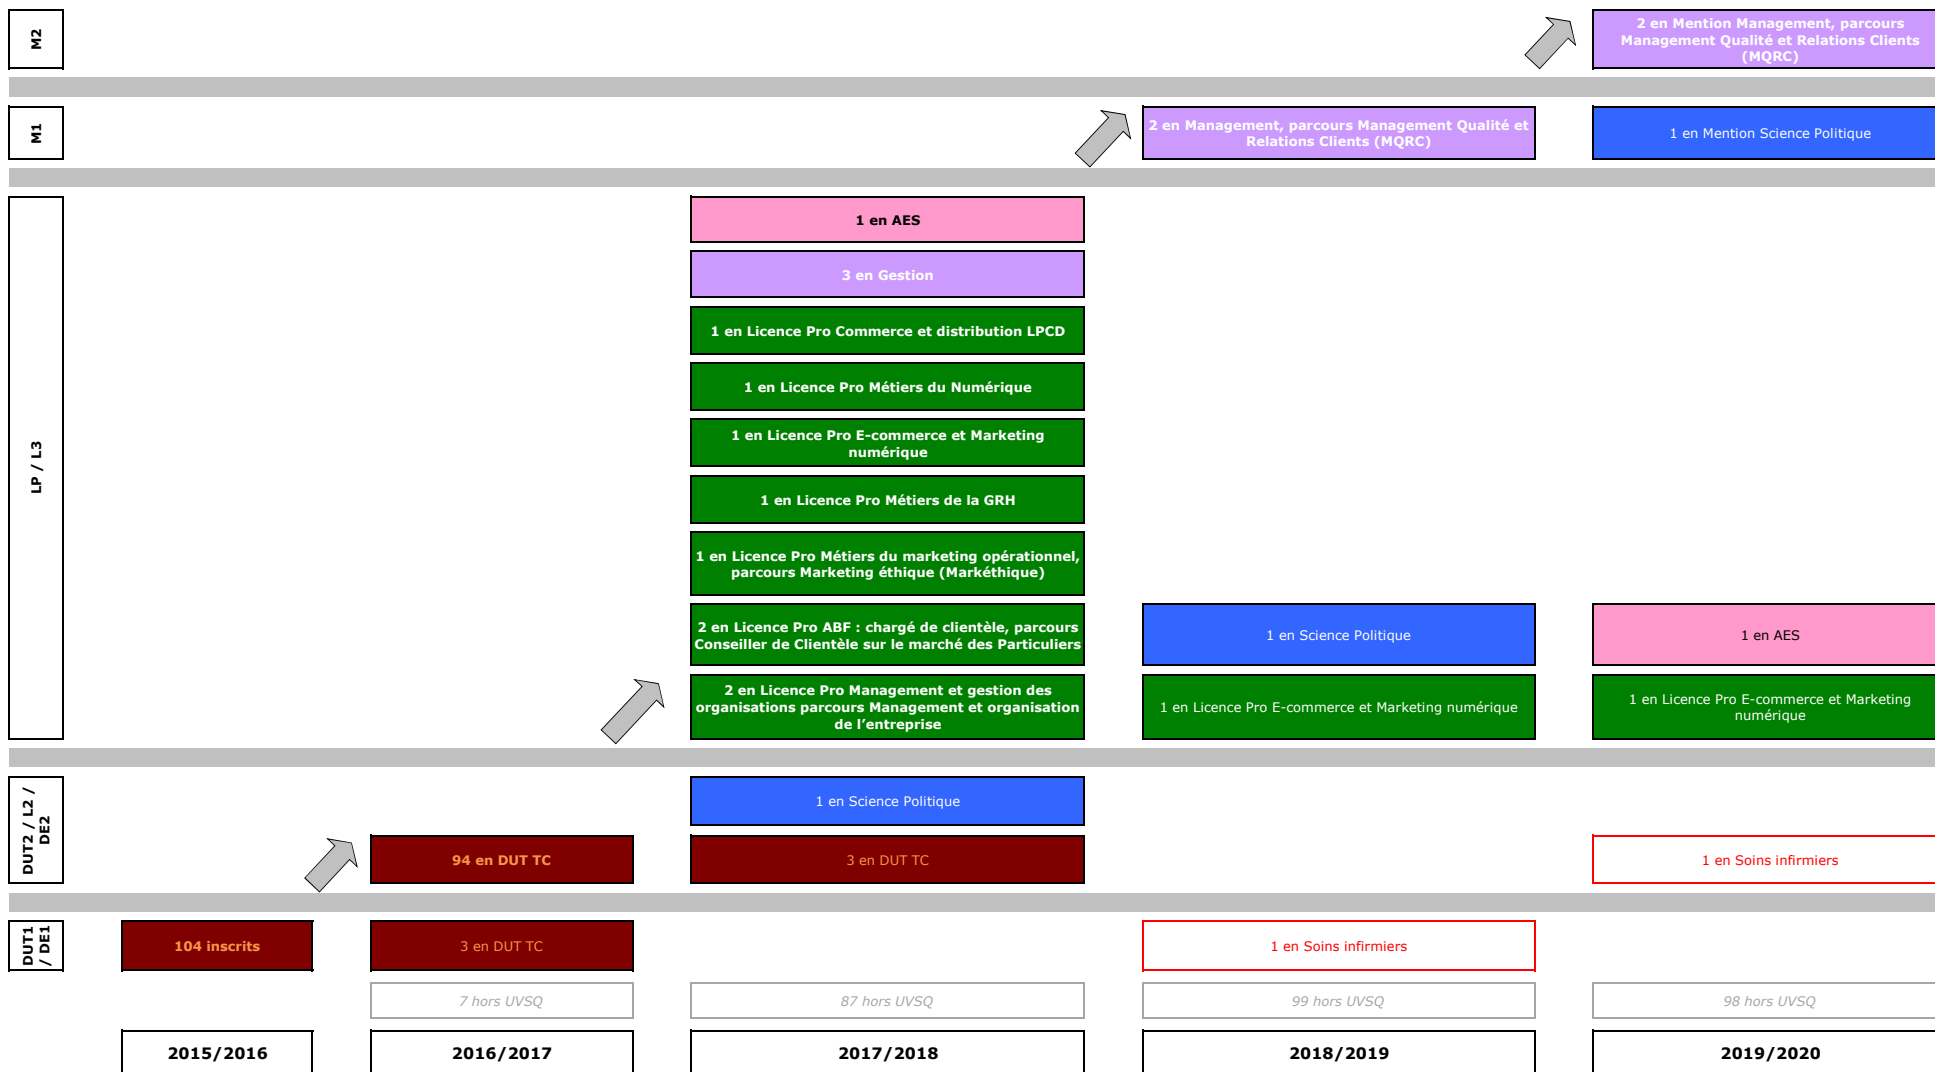 M2
2 en Mention Management, parcours
Management Qualité et Relations Clients
(MQRC)
M1
2 en Management, parcours Management Qualité et
Relations Clients (MQRC)
1 en Mention Science Politique
LP / L3
1 en AES
3 en Gestion
1 en Licence Pro Commerce et distribution LPCD
1 en Licence Pro Métiers du Numérique
1 en Licence Pro E-commerce et Marketing
numérique
1 en Licence Pro Métiers de la GRH
1 en Licence Pro Métiers du marketing opérationnel,
parcours Marketing éthique (Markéthique)
2 en Licence Pro ABF : chargé de clientèle, parcours
Conseiller de Clientèle sur le marché des Particuliers
1 en Science Politique
1 en AES
2 en Licence Pro Management et gestion des
organisations parcours Management et organisation
de l’entreprise
1 en Licence Pro E-commerce et Marketing numérique
1 en Licence Pro E-commerce et Marketing
numérique
DUT2 / L2 /
DE2
1 en Science Politique
94 en DUT TC
3 en DUT TC
1 en Soins infirmiers
DUT1
/ DE1
104 inscrits
3 en DUT TC
1 en Soins infirmiers
7 hors UVSQ
87 hors UVSQ
99 hors UVSQ
98 hors UVSQ
2015/2016
2016/2017
2017/2018
2018/2019
2019/2020